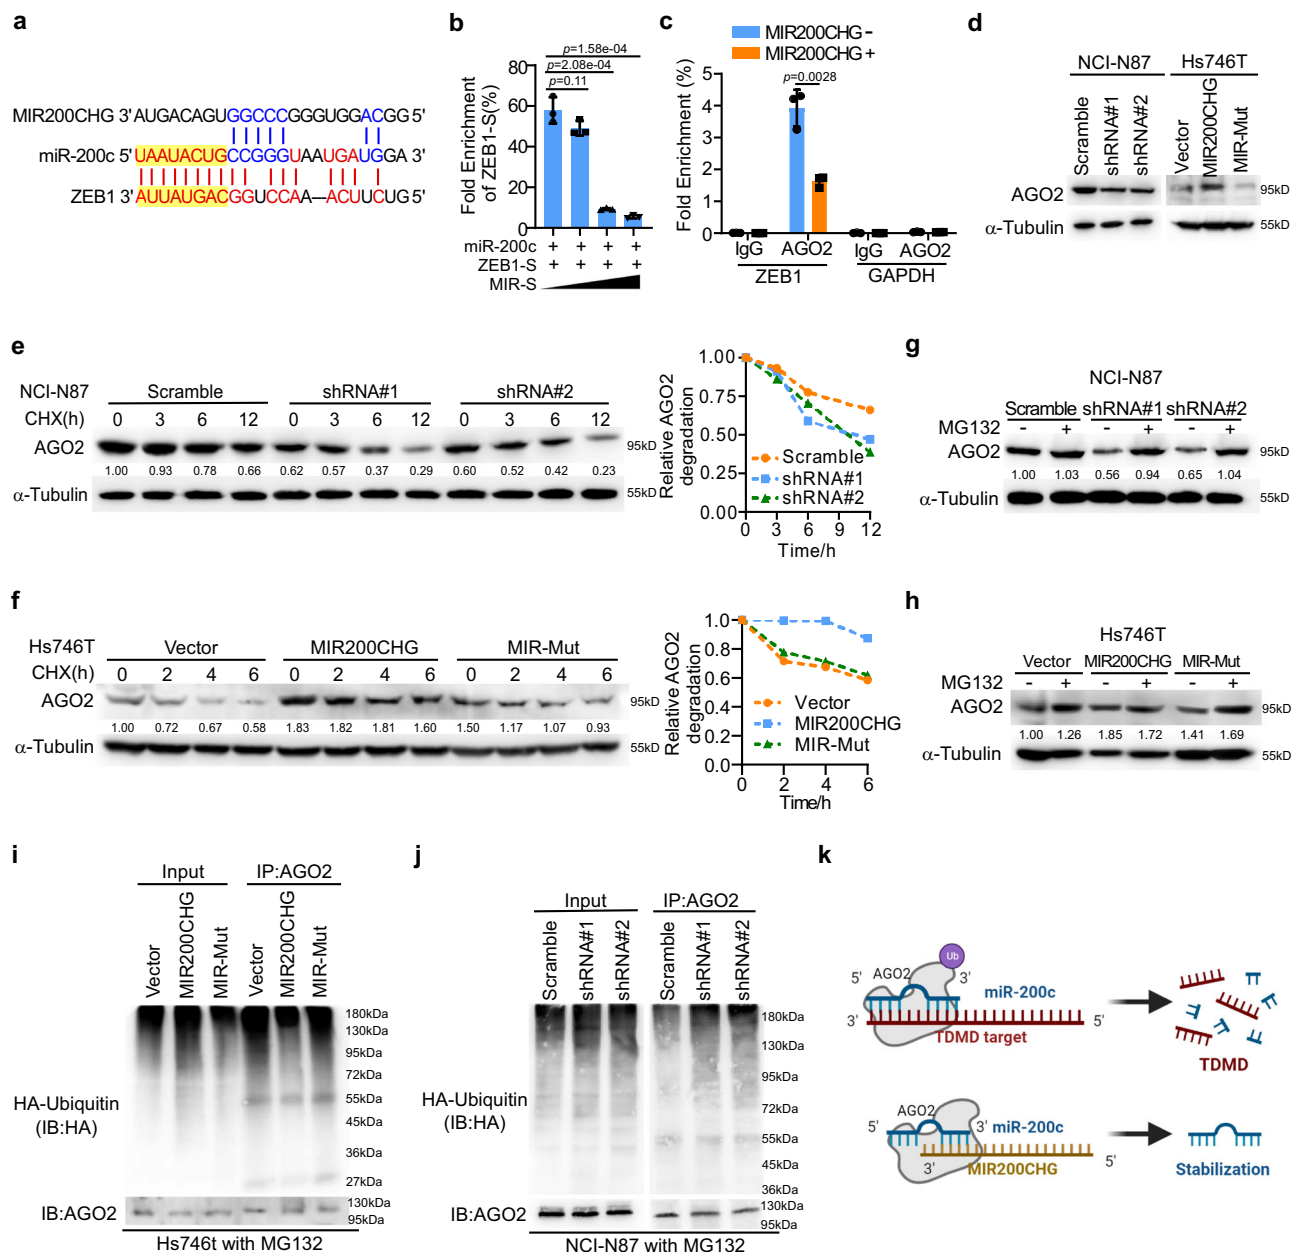 a
MIR200CHG 3'AUGACAGUGGCCCCGGGUGGACGG 5'
miR-200c 5'UAAUACUGCCGGGUAAUGAUGGA 3'
ZEB1 3'AUUAUGACGGUCCAA—ACUUCUG5'
b
Fold Enrichment of ZEB1-S(%)
80
60
40
20
0
p=1.58e-04
p=2.08e-04
p=0.11
miR-200c + + + +
ZEB1-S + + + +
MIR-S
c
MIR200CHG -
MIR200CHG +
Fold Enrichment (%)
5
4
3
2
1
0
p=0.0028
IgG AGO2 IgG AGO2
ZEB1 GAPDH
d
NCI-N87 Hs746T
Scramble shRNA#1 shRNA#2 Vector MIR200CHG MIR-Mut
AGO2 95kD
α-Tubulin 55kD
e
NCI-N87 Scramble shRNA#1 shRNA#2
CHX(h) 0 3 6 12 0 3 6 12 0 3 6 12
AGO2 95kD
1.00 0.93 0.78 0.66 0.62 0.57 0.37 0.29 0.60 0.52 0.42 0.23
α-Tubulin 55kD
Relative AGO2 degradation
1.00
0.75
0.50
0.25
0.00
Scramble
shRNA#1
shRNA#2
0 3 6 9 12
Time/h
g
NCI-N87
Scramble shRNA#1 shRNA#2
MG132 - + - + - +
AGO2 95kD
1.00 1.03 0.56 0.94 0.65 1.04
α-Tubulin 55kD
f
Hs746T Vector MIR200CHG MIR-Mut
CHX(h) 0 2 4 6 0 2 4 6 0 2 4 6
AGO2 95kD
1.00 0.72 0.67 0.58 1.83 1.82 1.81 1.60 1.50 1.17 1.07 0.93
α-Tubulin 55kD
Relative AGO2 degradation
1.0
0.8
0.6
0.4
0.2
0.0
Vector
MIR200CHG
MIR-Mut
0 2 4 6
Time/h
h
Hs746T
Vector MIR200CHG MIR-Mut
MG132 - + - + - +
AGO2 95kD
1.00 1.26 1.85 1.72 1.41 1.69
α-Tubulin 55kD
i
Input IP:AGO2
Vector MIR200CHG MIR-Mut Vector MIR200CHG MIR-Mut
180kDa
130kDa
95kDa
72kDa
55kDa
45kDa
36kDa
27kDa
HA-Ubiquitin (IB:HA)
130kDa
IB:AGO2
95kDa
Hs746t with MG132
j
Input IP:AGO2
Scramble shRNA#1 shRNA#2 Scramble shRNA#1 shRNA#2
180kDa
130kDa
95kDa
72kDa
55kDa
45kDa
36kDa
HA-Ubiquitin (IB:HA)
130kDa
IB:AGO2
95kDa
NCI-N87 with MG132
k
Ub
5' AGO2 3'
miR-200c
3' 5'
TDMD target
TDMD
AGO2
5' 3'
miR-200c
3' 5'
MIR200CHG
Stabilization